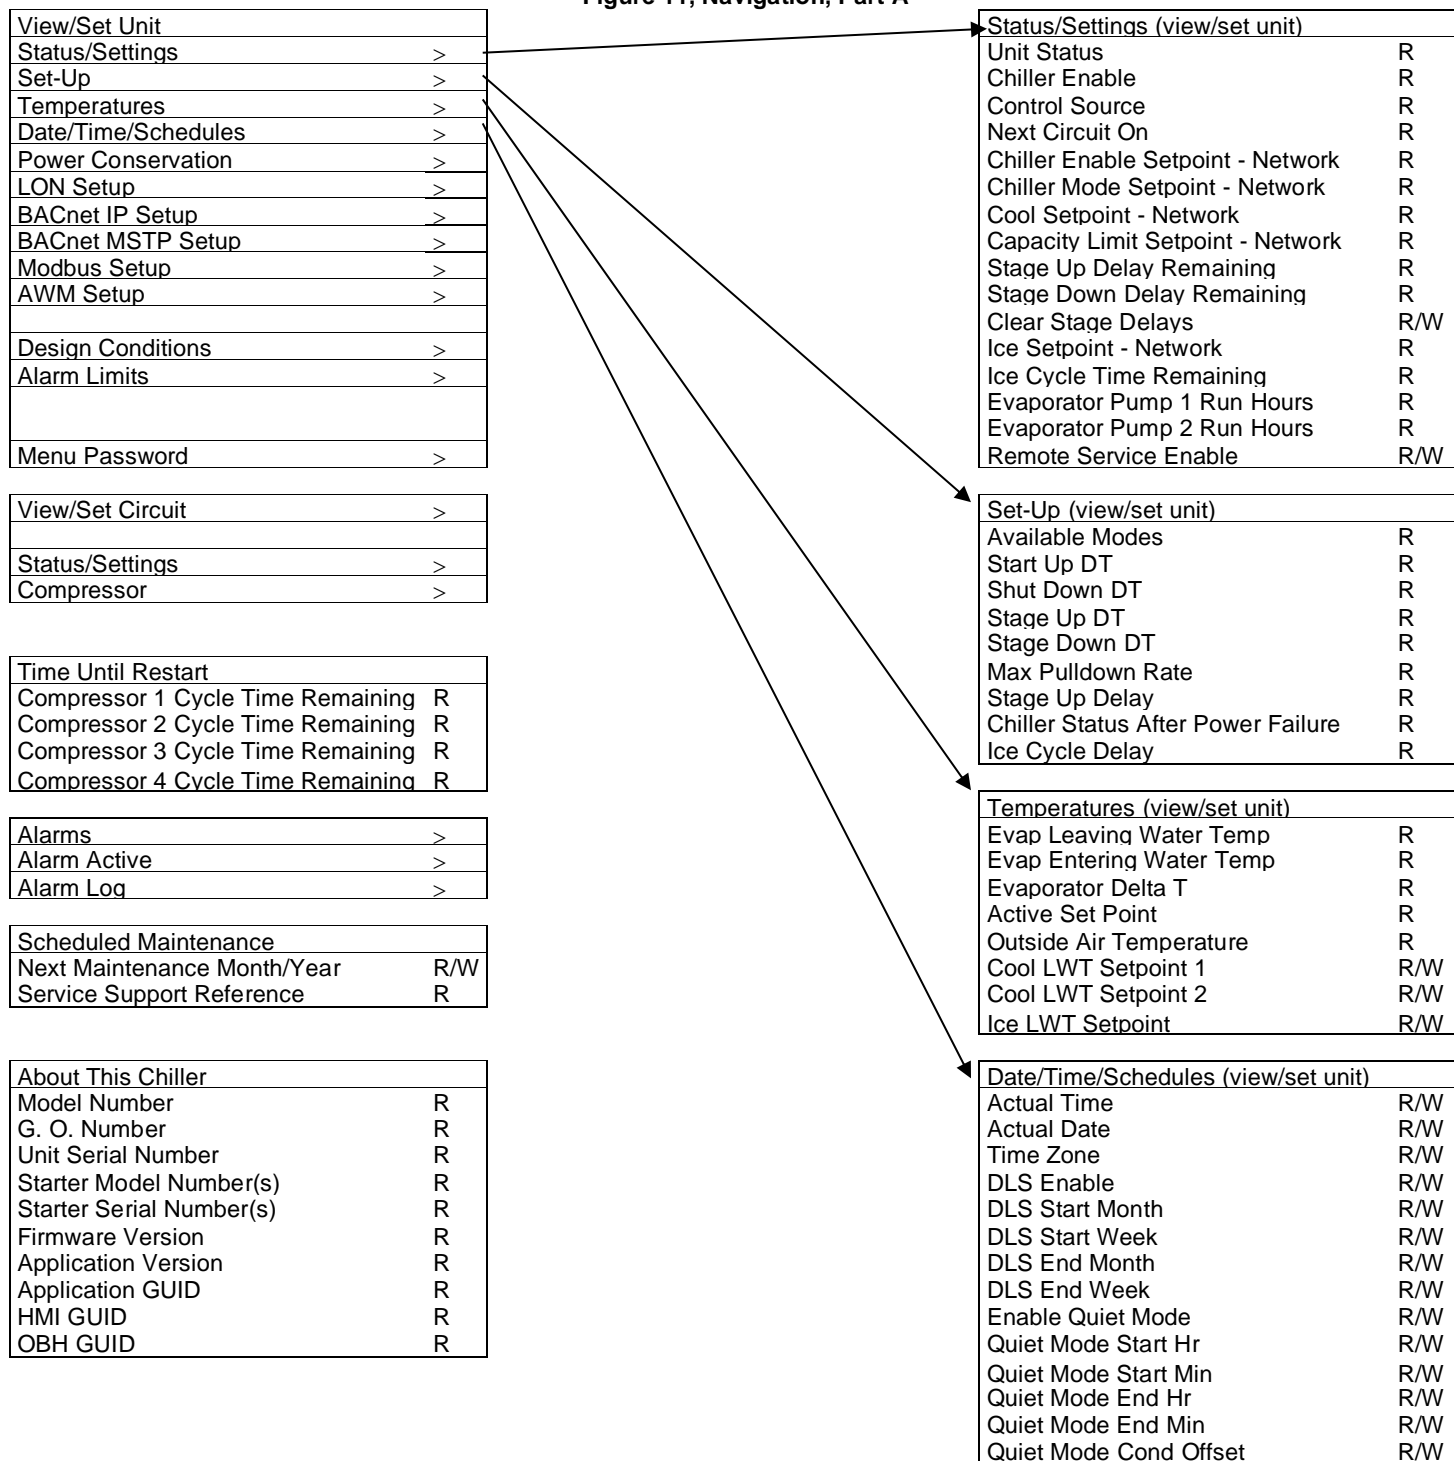 Figure 11, Navigation, Part A
View/Set Unit
Status/Settings >
Set-Up >
Temperatures >
Date/Time/Schedules >
Power Conservation >
LON Setup >
BACnet IP Setup >
BACnet MSTP Setup >
Modbus Setup >
AWM Setup >
Design Conditions >
Alarm Limits >
Menu Password >
View/Set Circuit >
Status/Settings >
Compressor >
Time Until Restart
Compressor 1 Cycle Time Remaining R
Compressor 2 Cycle Time Remaining R
Compressor 3 Cycle Time Remaining R
Compressor 4 Cycle Time Remaining R
Alarms >
Alarm Active >
Alarm Log >
Scheduled Maintenance
Next Maintenance Month/Year R/W
Service Support Reference R
About This Chiller
Model Number R
G. O. Number R
Unit Serial Number R
Starter Model Number(s) R
Starter Serial Number(s) R
Firmware Version R
Application Version R
Application GUID R
HMI GUID R
OBH GUID R
Status/Settings (view/set unit)
Unit Status R
Chiller Enable R
Control Source R
Next Circuit On R
Chiller Enable Setpoint - Network R
Chiller Mode Setpoint - Network R
Cool Setpoint - Network R
Capacity Limit Setpoint - Network R
Stage Up Delay Remaining R
Stage Down Delay Remaining R
Clear Stage Delays R/W
Ice Setpoint - Network R
Ice Cycle Time Remaining R
Evaporator Pump 1 Run Hours R
Evaporator Pump 2 Run Hours R
Remote Service Enable R/W
Set-Up (view/set unit)
Available Modes R
Start Up DT R
Shut Down DT R
Stage Up DT R
Stage Down DT R
Max Pulldown Rate R
Stage Up Delay R
Chiller Status After Power Failure R
Ice Cycle Delay R
Temperatures (view/set unit)
Evap Leaving Water Temp R
Evap Entering Water Temp R
Evaporator Delta T R
Active Set Point R
Outside Air Temperature R
Cool LWT Setpoint 1 R/W
Cool LWT Setpoint 2 R/W
Ice LWT Setpoint R/W
Date/Time/Schedules (view/set unit)
Actual Time R/W
Actual Date R/W
Time Zone R/W
DLS Enable R/W
DLS Start Month R/W
DLS Start Week R/W
DLS End Month R/W
DLS End Week R/W
Enable Quiet Mode R/W
Quiet Mode Start Hr R/W
Quiet Mode Start Min R/W
Quiet Mode End Hr R/W
Quiet Mode End Min R/W
Quiet Mode Cond Offset R/W